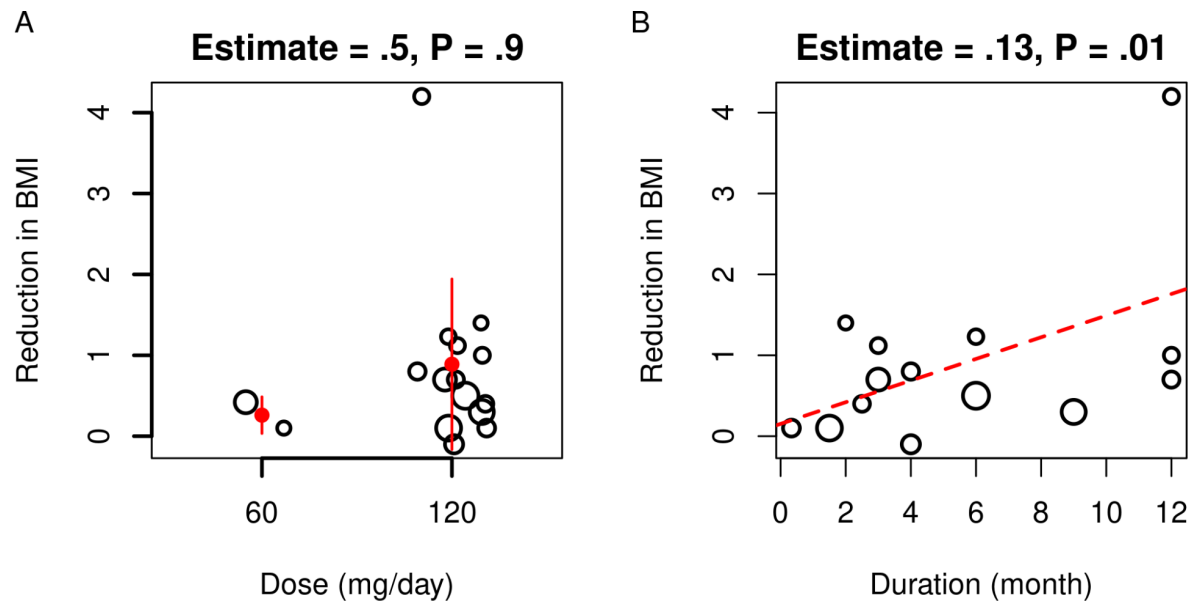 A
Estimate = .5, P = .9
Reduction in BMI
4
3
2
1
0
60 120
Dose (mg/day)
B
Estimate = .13, P = .01
Reduction in BMI
4
3
2
1
0
0 2 4 6 8 10 12
Duration (month)